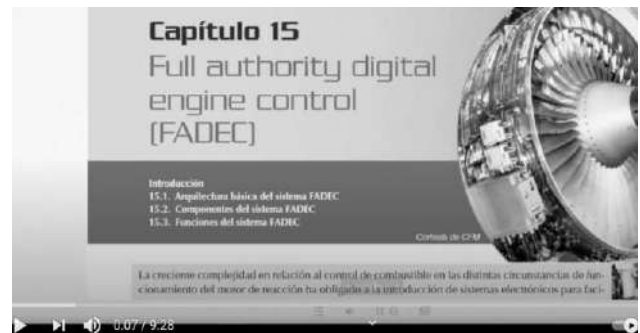 Capítulo 15
Full authority digital
engine control
(FADEC)
Introducción
15.1. Arquitectura básica del sistema FADEC
15.2. Componentes del sistema FADEC
15.3. Funciones del sistema FADEC
Cortesía de CFM
La creciente complejidad en relación al control de combustible en las distintas circunstancias de fun-
cionamiento del motor de reacción ha obligado a la introducción de sistemas electrónicos para faci-
0:07 / 9:28